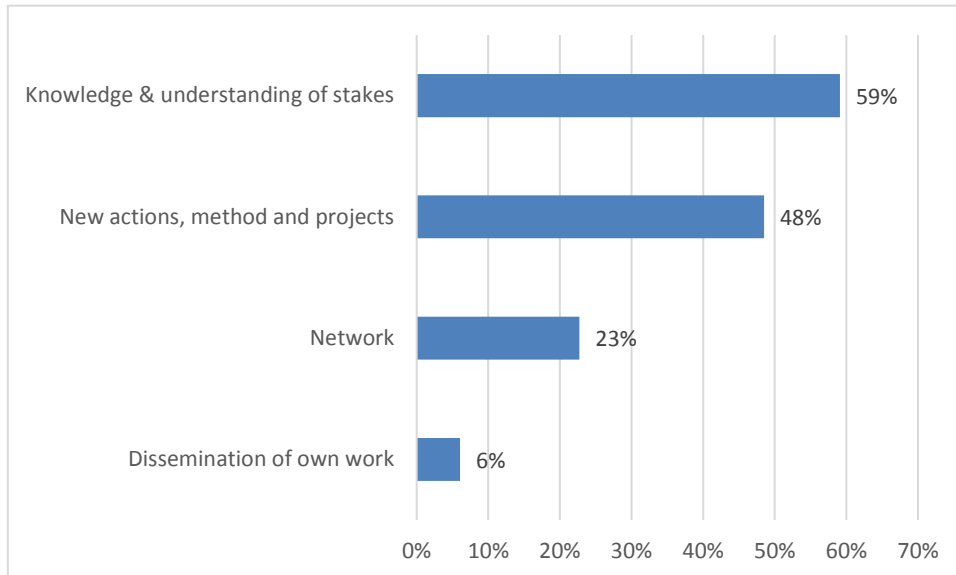 Knowledge & understanding of stakes
59%
New actions, method and projects
48%
Network
23%
Dissemination of own work
6%
0% 10% 20% 30% 40% 50% 60% 70%